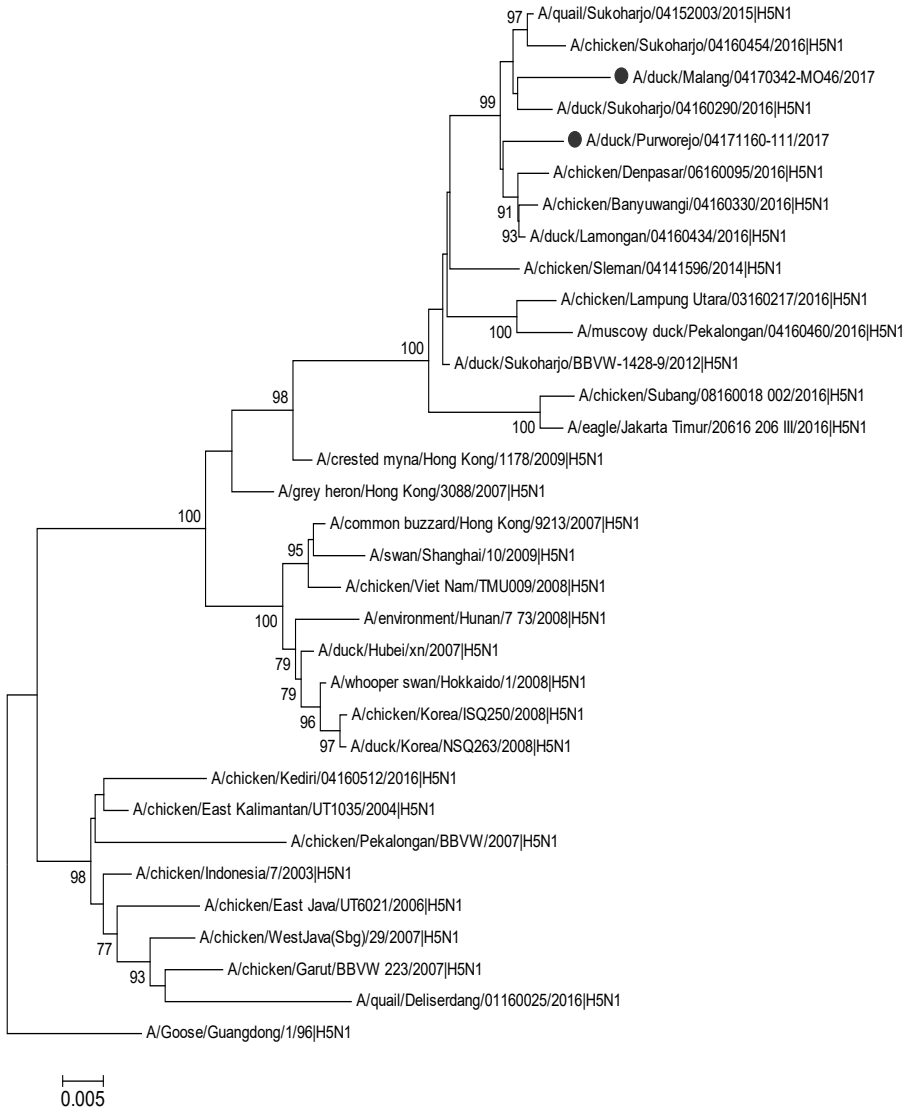 97
A/quail/Sukoharjo/04152003/2015|H5N1
A/chicken/Sukoharjo/04160454/2016|H5N1
A/duck/Malang/04170342-MO46/2017
99
A/duck/Sukoharjo/04160290/2016|H5N1
A/duck/Purworejo/04171160-111/2017
A/chicken/Denpasar/06160095/2016|H5N1
A/chicken/Banyuwangi/04160330/2016|H5N1
91
93
A/duck/Lamongan/04160434/2016|H5N1
A/chicken/Sleman/04141596/2014|H5N1
A/chicken/Lampung Utara/03160217/2016|H5N1
100
A/muscovy duck/Pekalongan/04160460/2016|H5N1
100
A/duck/Sukoharjo/BBVW-1428-9/2012|H5N1
A/chicken/Subang/08160018 002/2016|H5N1
98
100
A/eagle/Jakarta Timur/20616 206 III/2016|H5N1
A/crested myna/Hong Kong/1178/2009|H5N1
A/grey heron/Hong Kong/3088/2007|H5N1
100
A/common buzzard/Hong Kong/9213/2007|H5N1
95
A/swan/Shanghai/10/2009|H5N1
A/chicken/Viet Nam/TMU009/2008|H5N1
100
A/environment/Hunan/7 73/2008|H5N1
A/duck/Hubei/xn/2007|H5N1
79
A/whooper swan/Hokkaido/1/2008|H5N1
79
A/chicken/Korea/ISQ250/2008|H5N1
96
97
A/duck/Korea/NSQ263/2008|H5N1
A/chicken/Kediri/04160512/2016|H5N1
A/chicken/East Kalimantan/UT1035/2004|H5N1
A/chicken/Pekalongan/BBVW/2007|H5N1
98
A/chicken/Indonesia/7/2003|H5N1
A/chicken/East Java/UT6021/2006|H5N1
77
A/chicken/WestJava(Sbg)/29/2007|H5N1
93
A/chicken/Garut/BBVW 223/2007|H5N1
A/quail/Deliserdang/01160025/2016|H5N1
A/Goose/Guangdong/1/96|H5N1
0.005